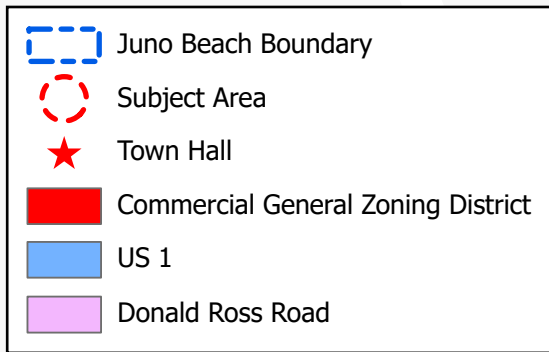 Juno Beach Boundary
Subject Area
Town Hall
Commercial General Zoning District
US 1
Donald Ross Road